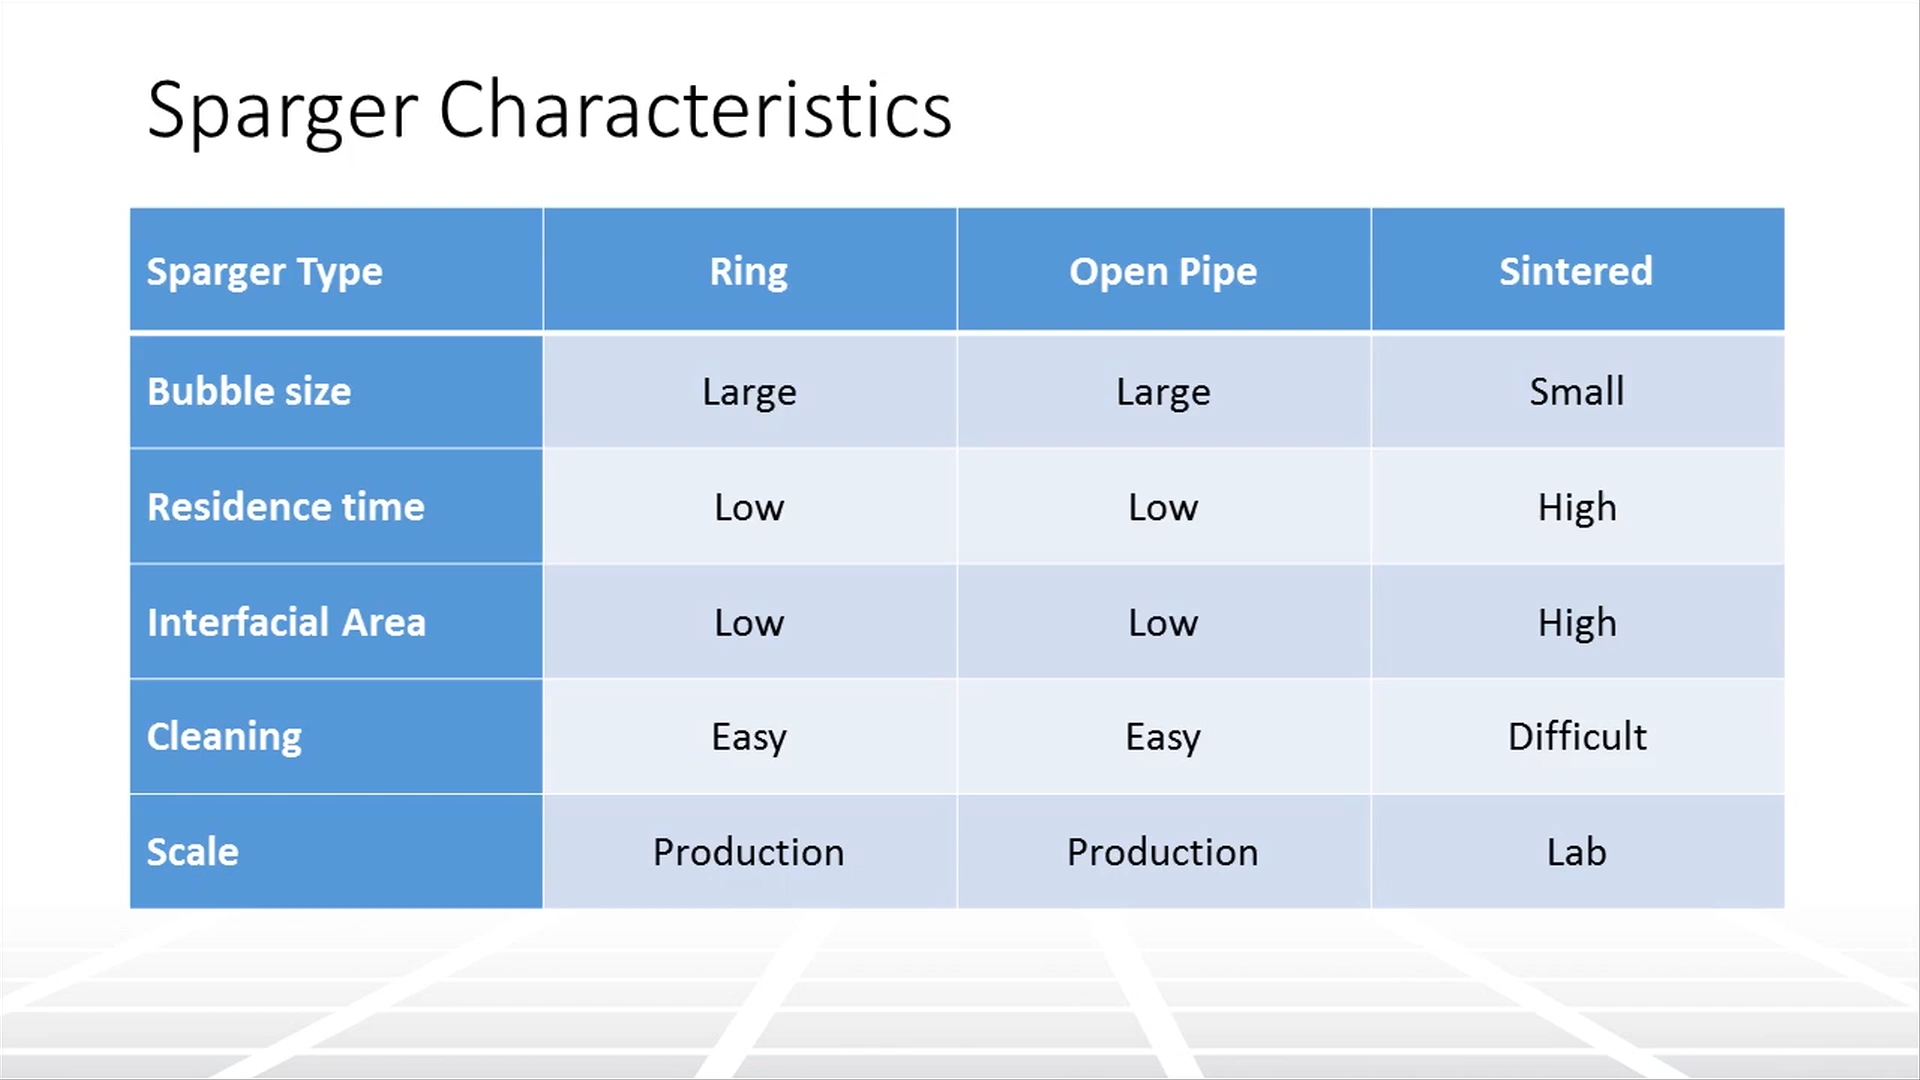 Sparger Characteristics
Sparger Type Ring Open Pipe Sintered
Bubble size Large Large Small
Residence time Low Low High
Interfacial Area Low Low High
Cleaning Easy Easy Difficult
Scale Production Production Lab